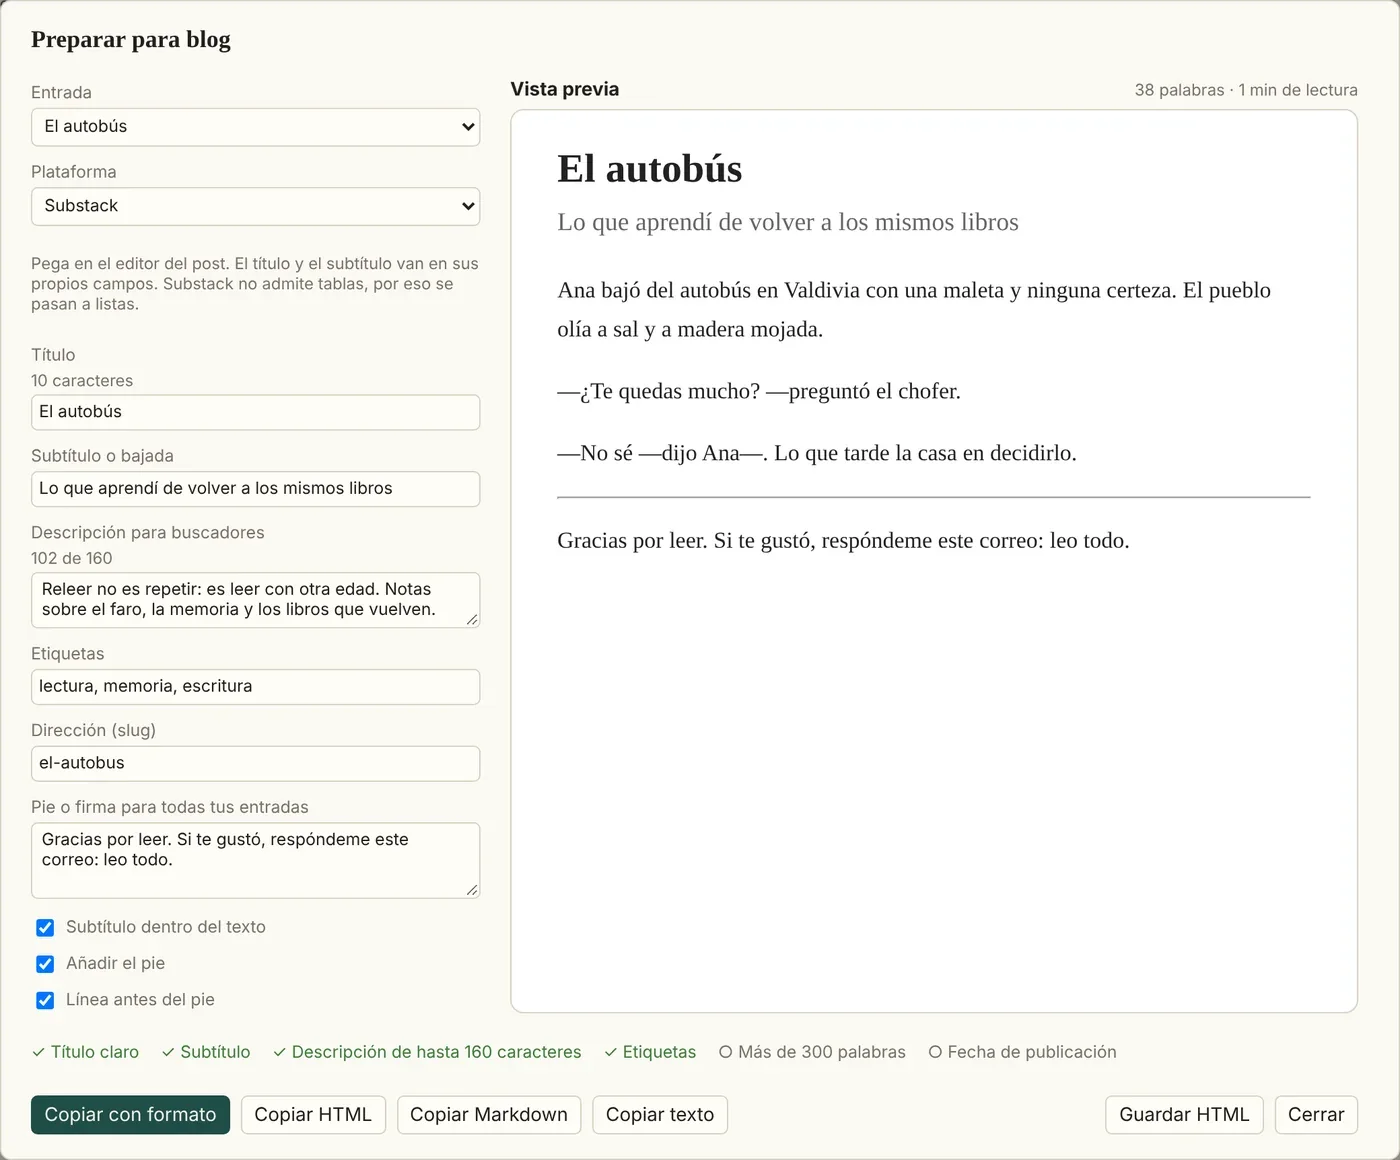 Preparar para blog
Entrada
El autobús
Plataforma
Substack
Pega en el editor del post. El título y el subtítulo van en sus
propios campos. Substack no admite tablas, por eso se
pasan a listas.
Título
10 caracteres
El autobús
Subtítulo o bajada
Lo que aprendí de volver a los mismos libros
Descripción para buscadores
102 de 160
Releer no es repetir: es leer con otra edad. Notas
sobre el faro, la memoria y los libros que vuelven.
Etiquetas
lectura, memoria, escritura
Dirección (slug)
el-autobus
Pie o firma para todas tus entradas
Gracias por leer. Si te gustó, respóndeme este
correo: leo todo.
Subtítulo dentro del texto
Añadir el pie
Línea antes del pie
Vista previa
38 palabras · 1 min de lectura
El autobús
Lo que aprendí de volver a los mismos libros
Ana bajó del autobús en Valdivia con una maleta y ninguna certeza. El pueblo
olía a sal y a madera mojada.
—¿Te quedas mucho? —preguntó el chofer.
—No sé —dijo Ana—. Lo que tarde la casa en decidirlo.
Gracias por leer. Si te gustó, respóndeme este correo: leo todo.
✓ Título claro ✓ Subtítulo ✓ Descripción de hasta 160 caracteres ✓ Etiquetas ○ Más de 300 palabras ○ Fecha de publicación
Copiar con formato Copiar HTML Copiar Markdown Copiar texto Guardar HTML Cerrar